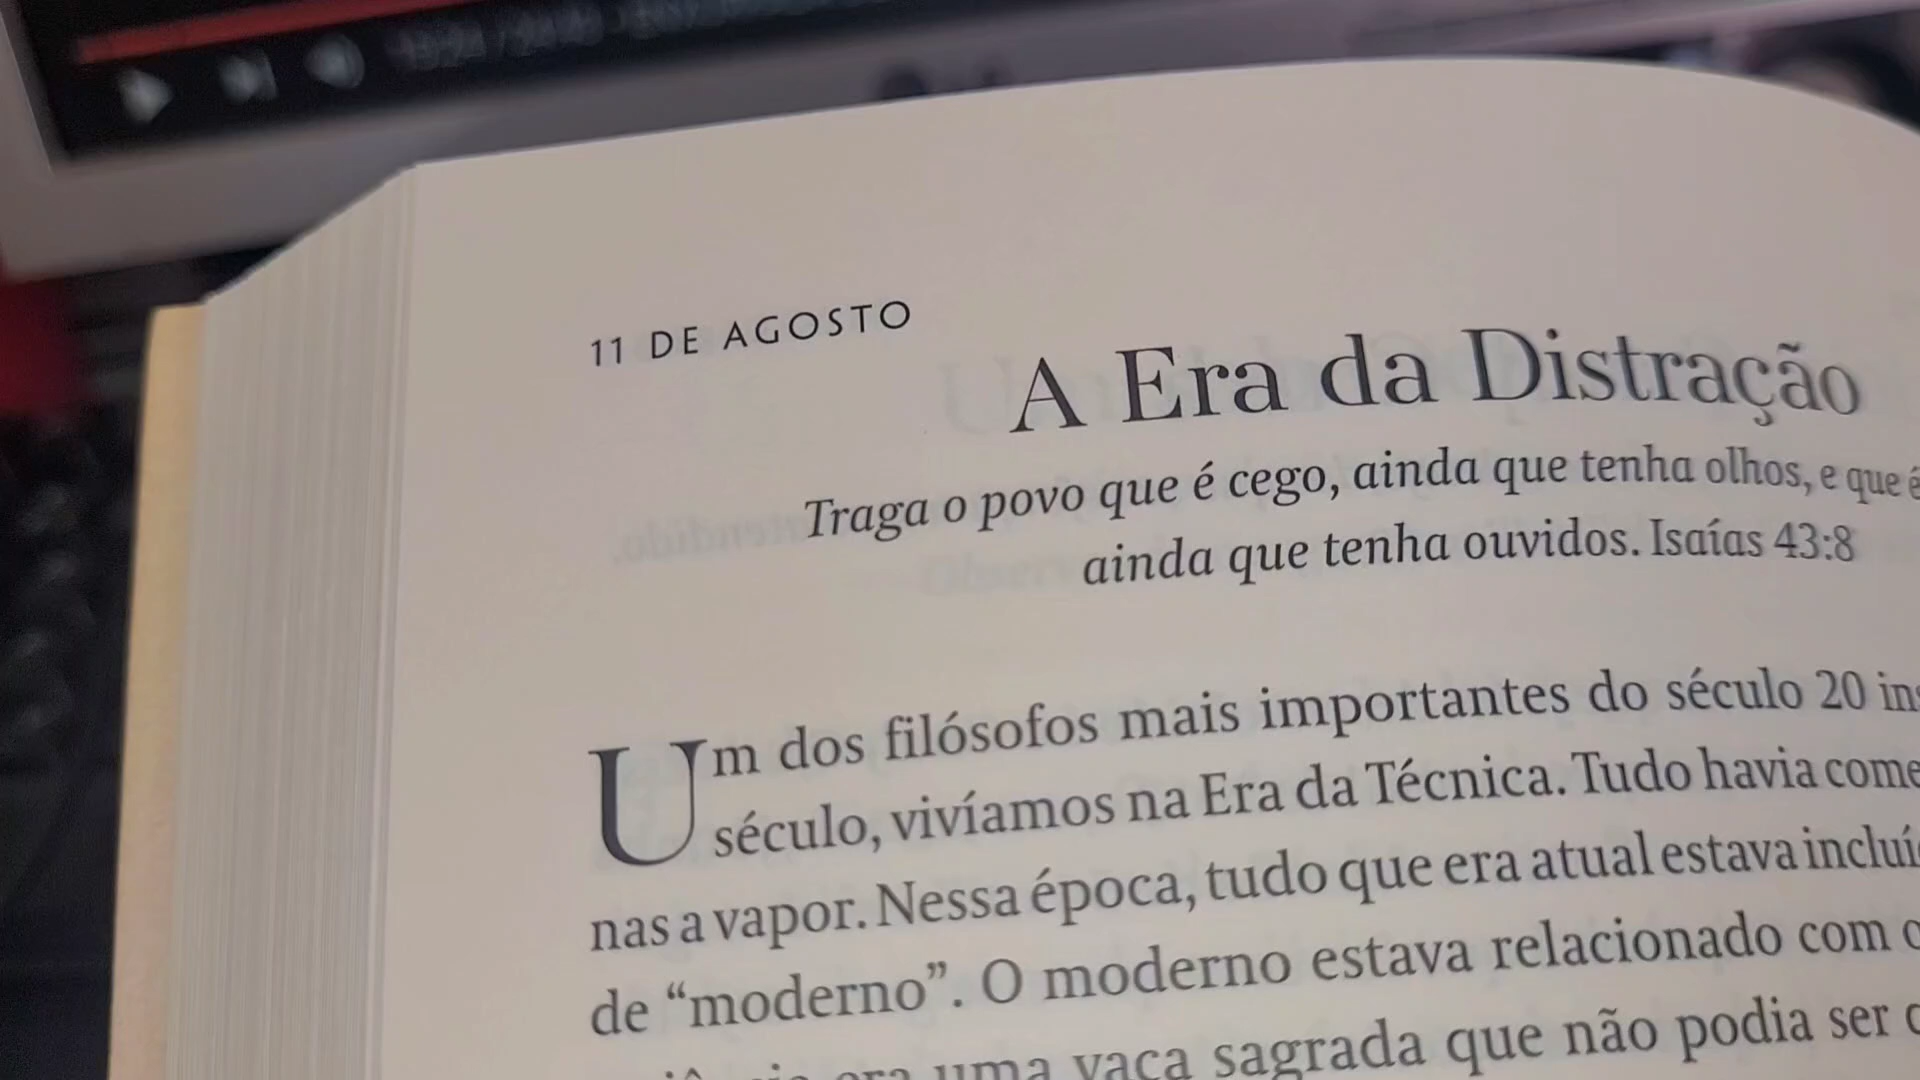 11 DE AGOSTO
A Era da Distração
Traga o povo que é cego, ainda que tenha olhos, e que é
ainda que tenha ouvidos. Isaías 43:8
Um dos filósofos mais importantes do século 20
século, vivíamos na Era da Técnica. Tudo havia
nas a vapor. Nessa época, tudo que era atual estava
de “moderno”. O moderno estava relacionado com
era uma vaca sagrada que não podia ser